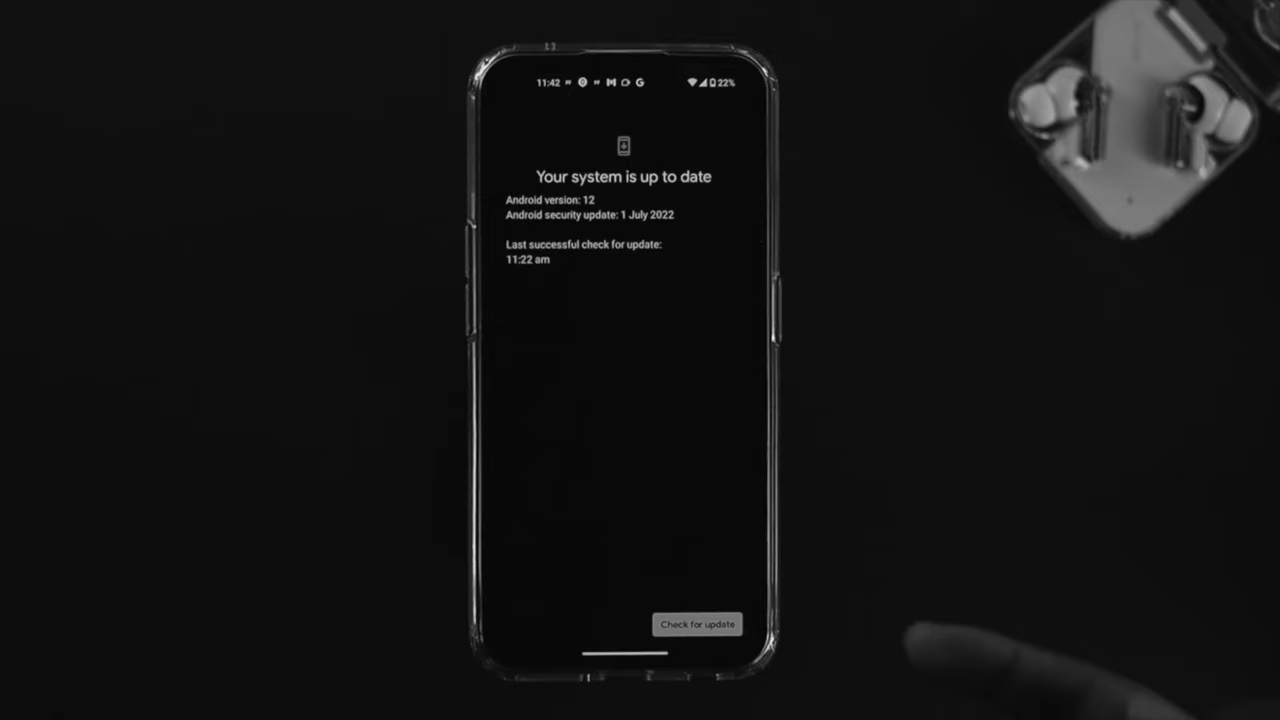 11:42 22%
Your system is up to date
Android version: 12
Android security update: 1 July 2022
Last successful check for update:
11:22 am
Check for update